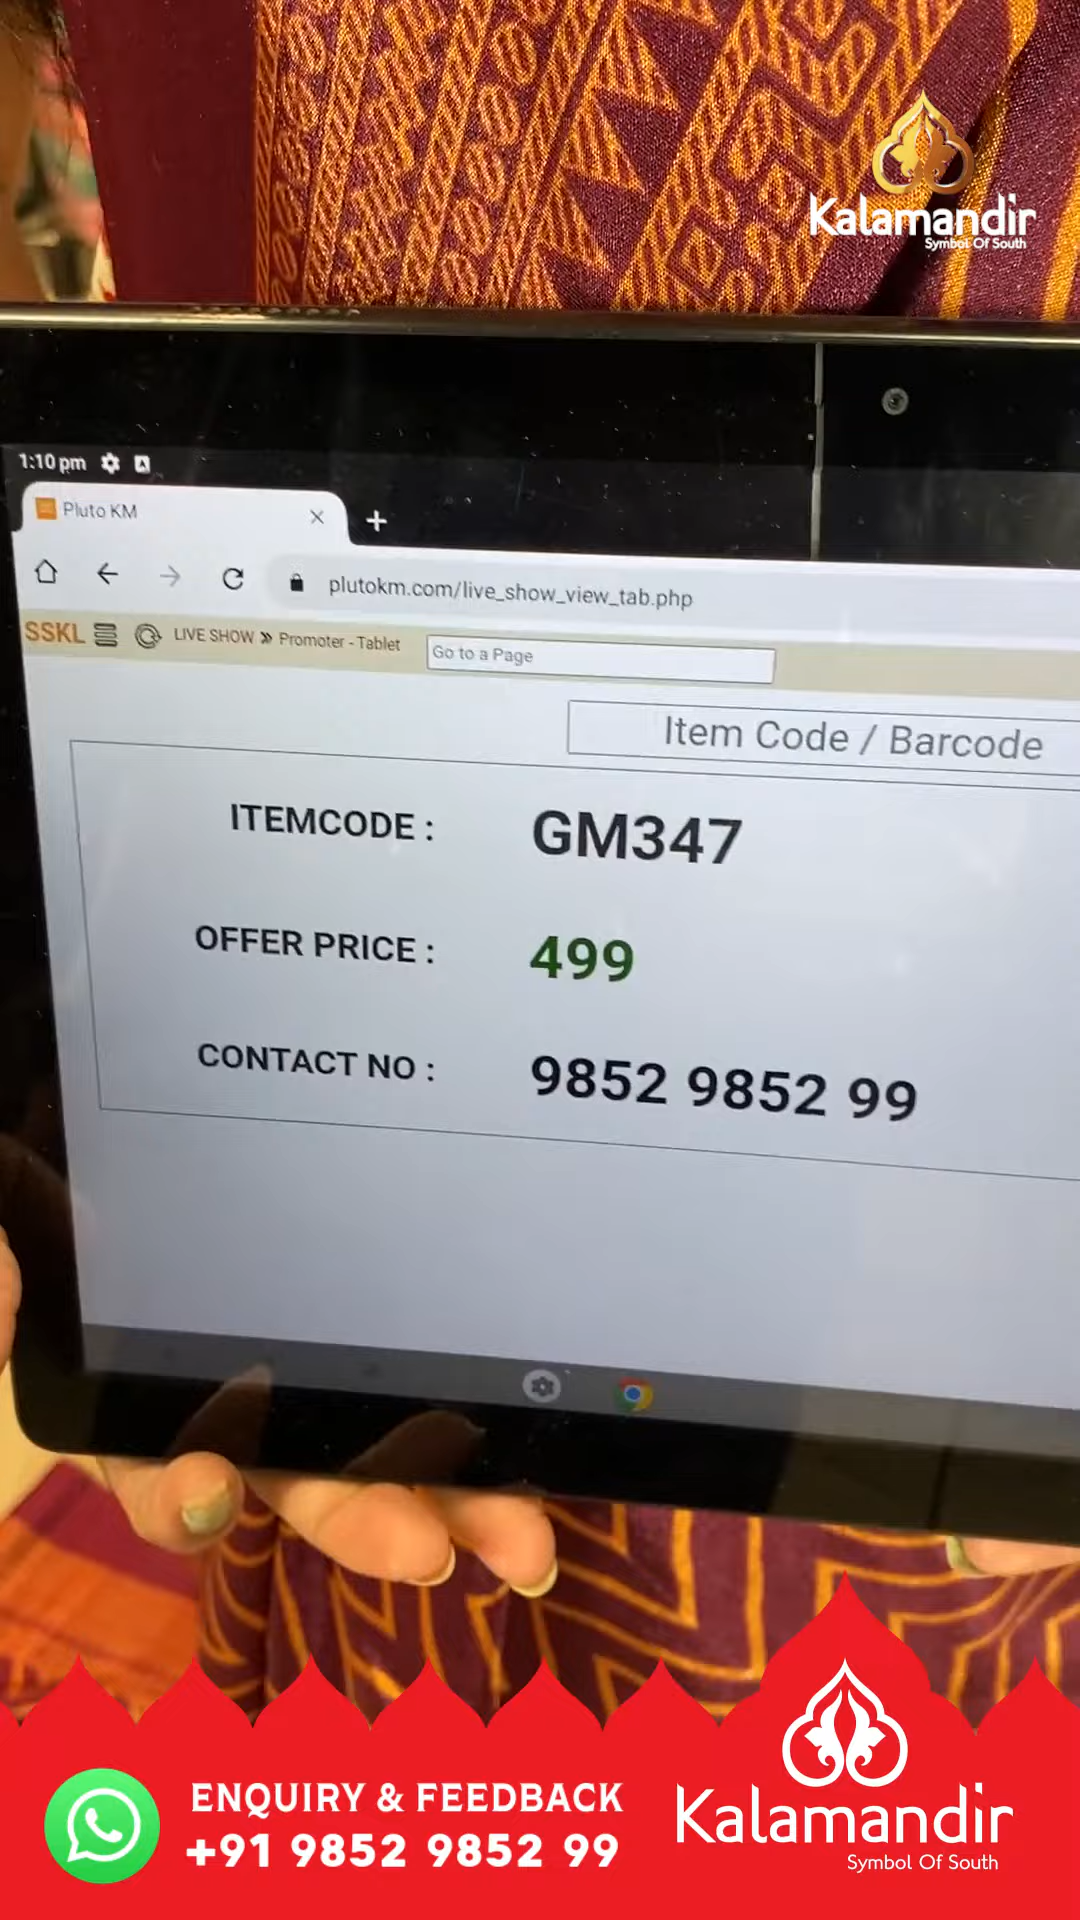 Kalamandir
Symbol Of South
1:10 pm
Pluto KM
plutokm.com/live_show_view_tab.php
SSKL LIVE SHOW » Promoter - Tablet Go to a Page
Item Code / Barcode
ITEMCODE : GM347
OFFER PRICE : 499
CONTACT NO : 9852 9852 99
ENQUIRY & FEEDBACK
+91 9852 9852 99
Kalamandir
Symbol Of South